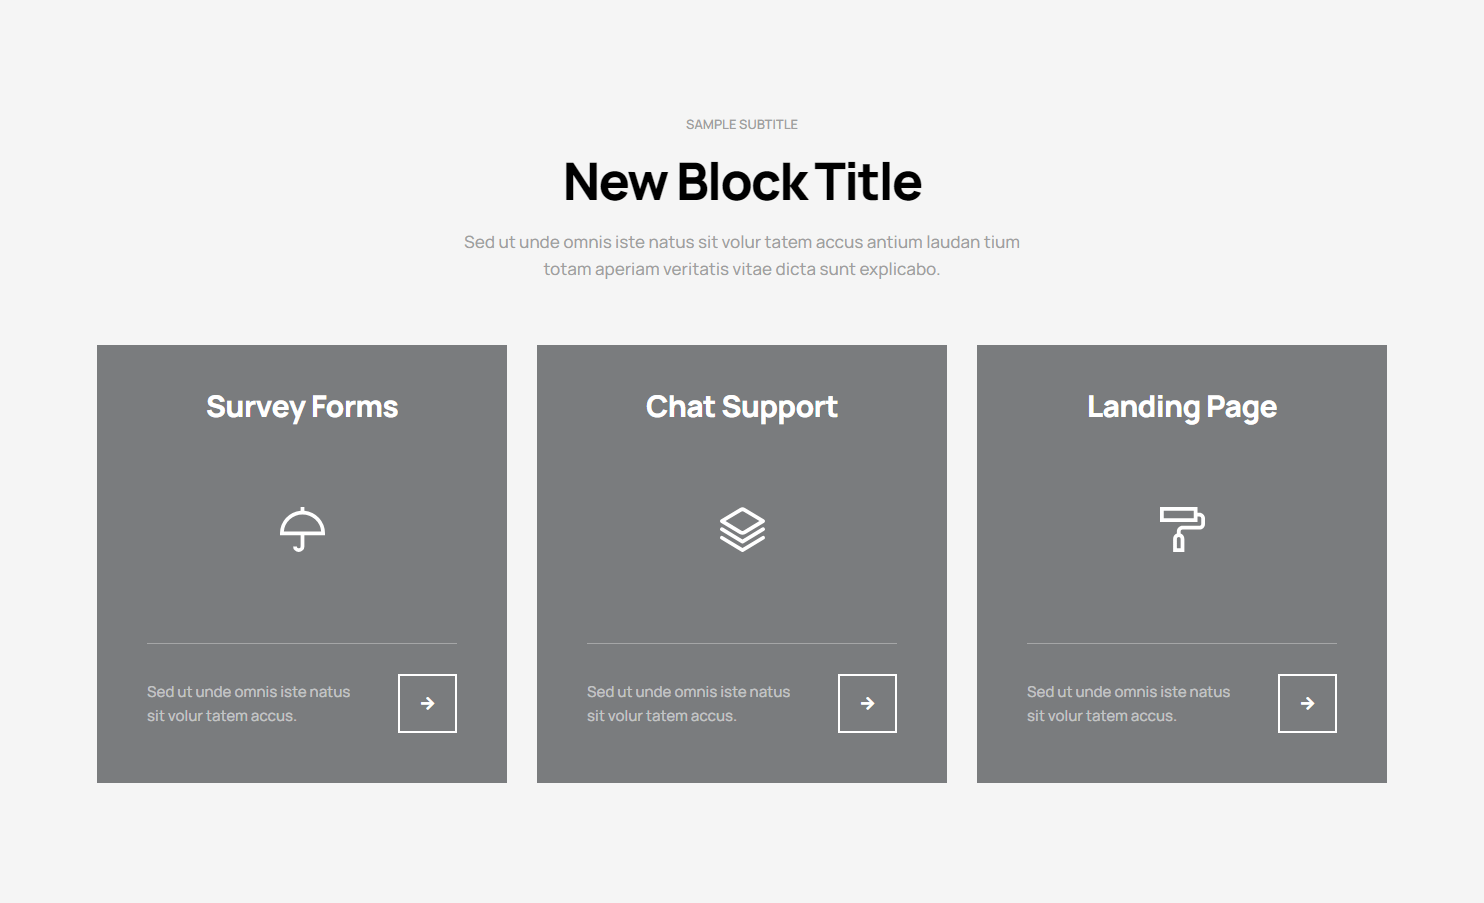 SAMPLE SUBTITLE
New Block Title
Sed ut unde omnis iste natus sit volur tatem accus antium laudan tium
totam aperiam veritatis vitae dicta sunt explicabo.
Survey Forms
Sed ut unde omnis iste natus
sit volur tatem accus.
Chat Support
Sed ut unde omnis iste natus
sit volur tatem accus.
Landing Page
Sed ut unde omnis iste natus
sit volur tatem accus.